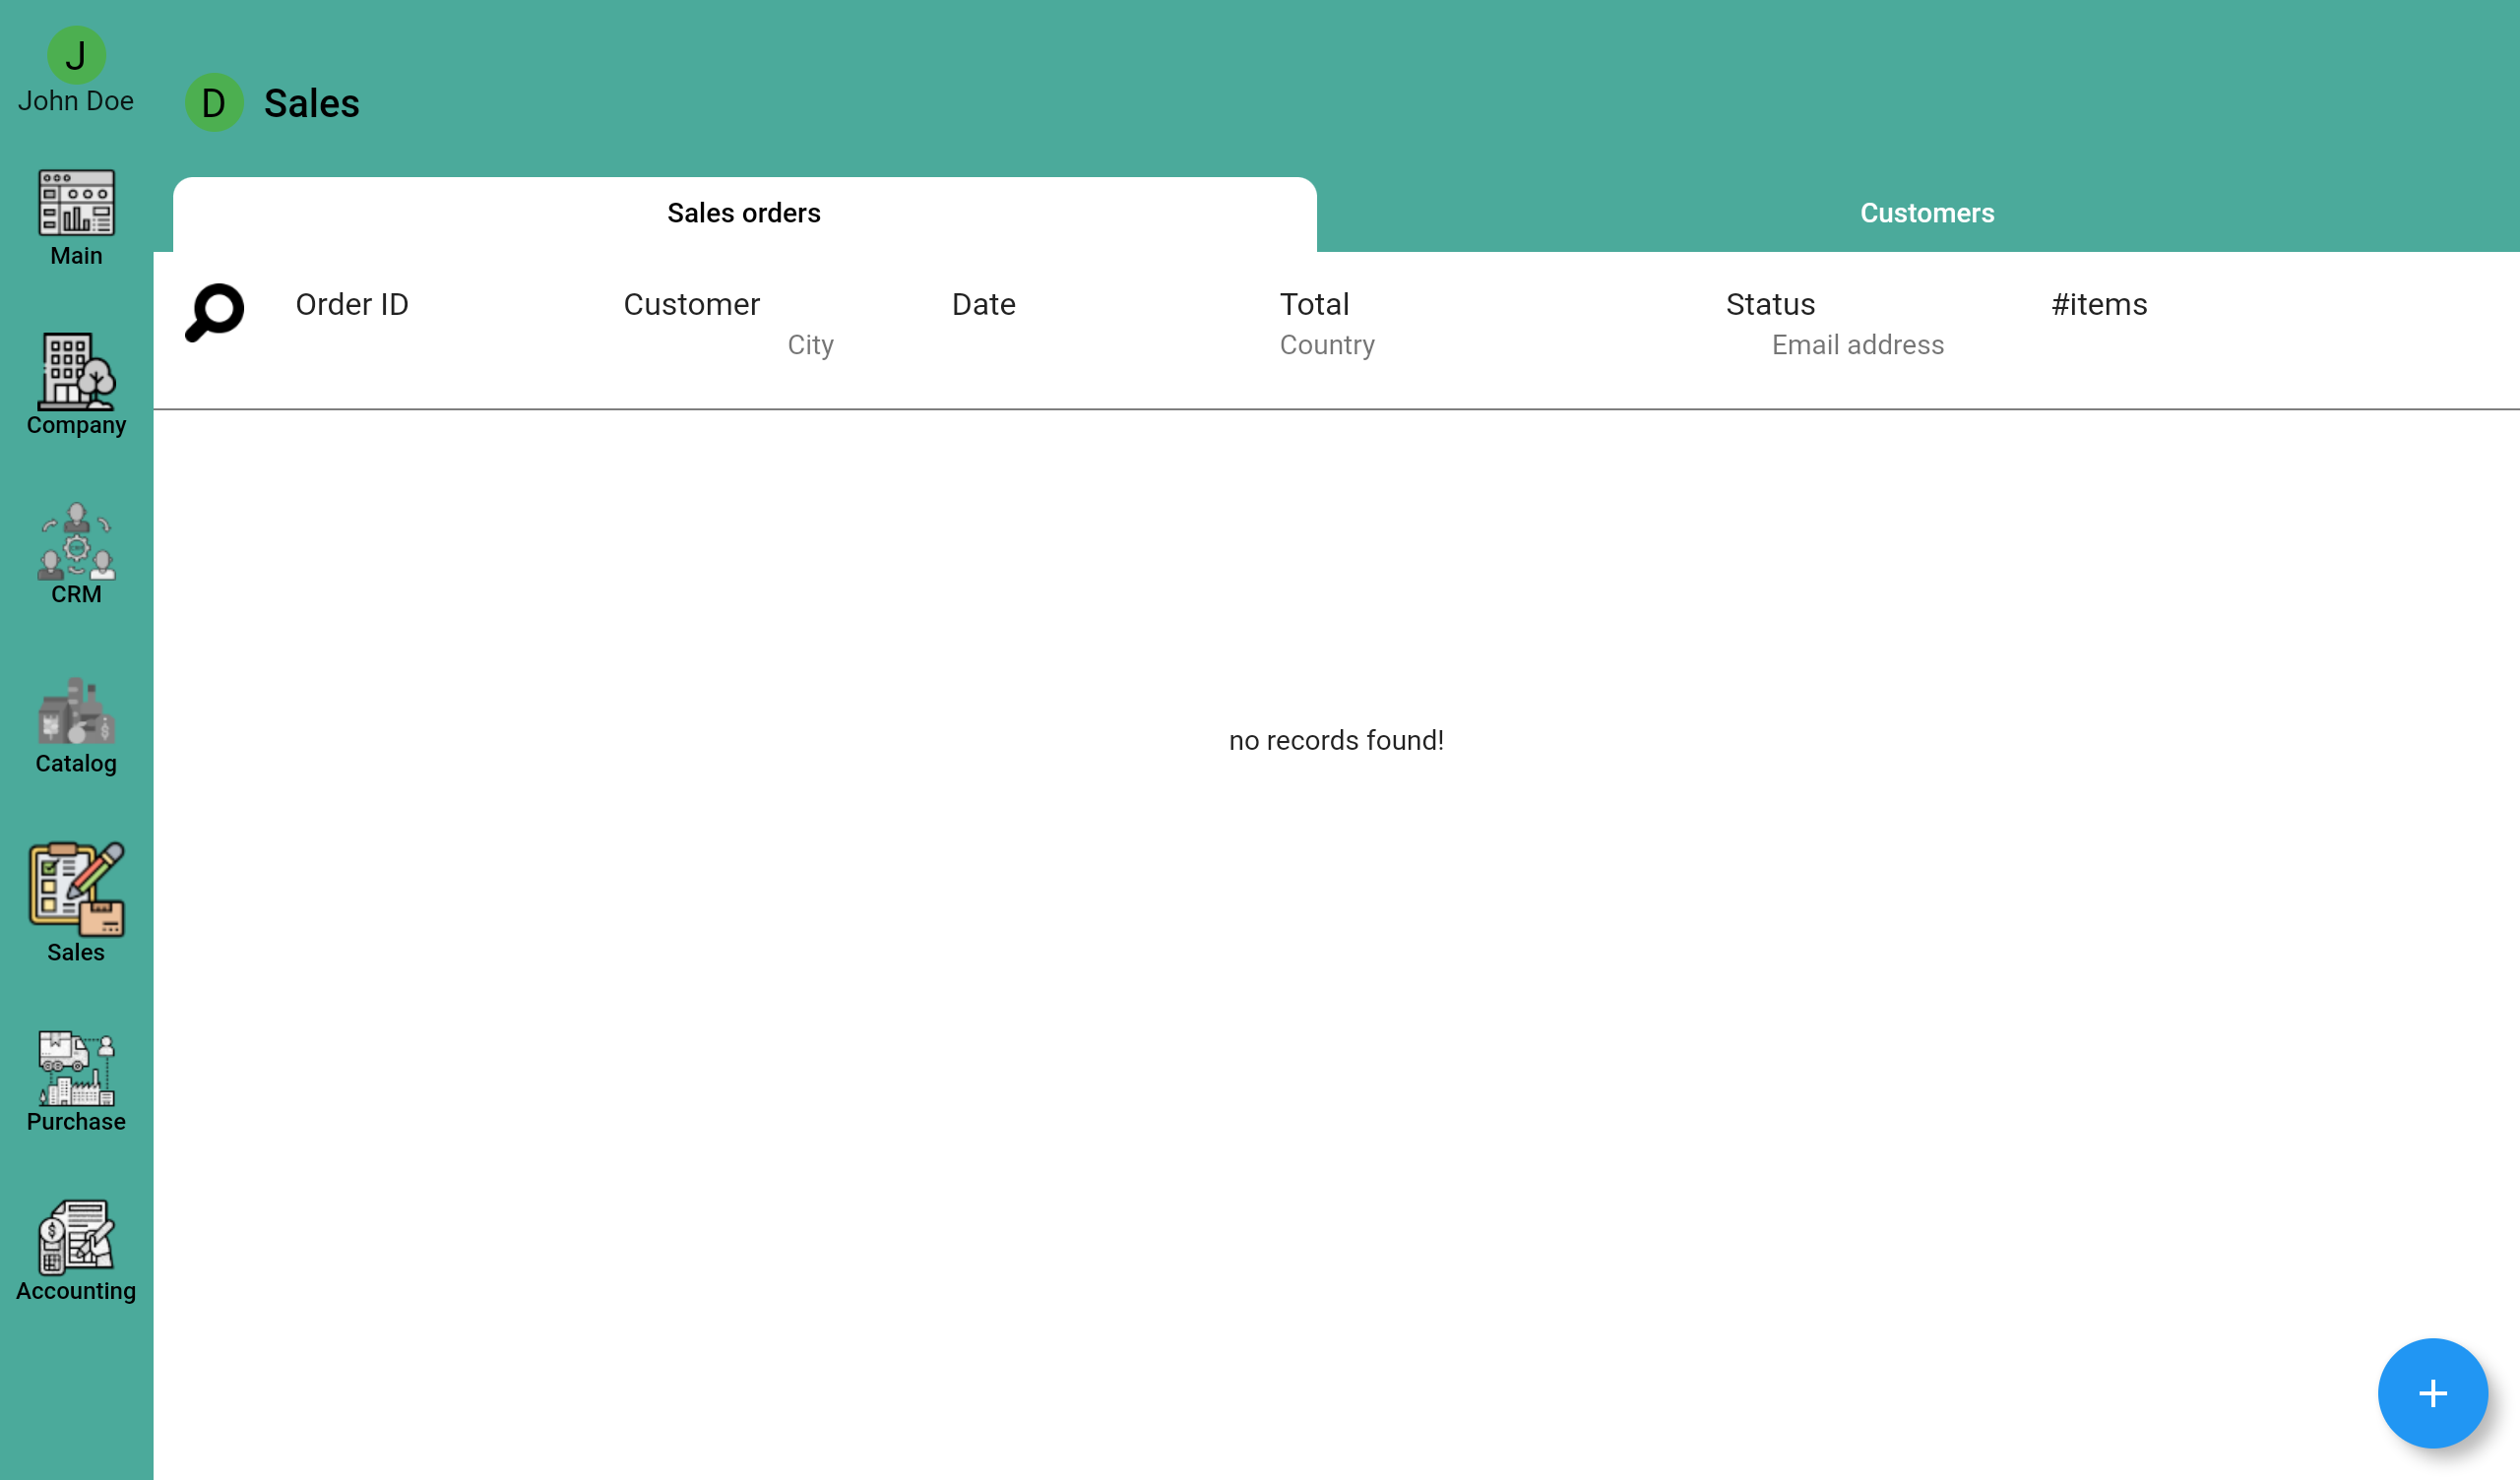 J
John Doe
D Sales
Main
Company
CRM
Catalog
Sales
Purchase
Accounting
Sales orders Customers
Order ID Customer Date Total Status #items
City Country Email address
no records found!
+